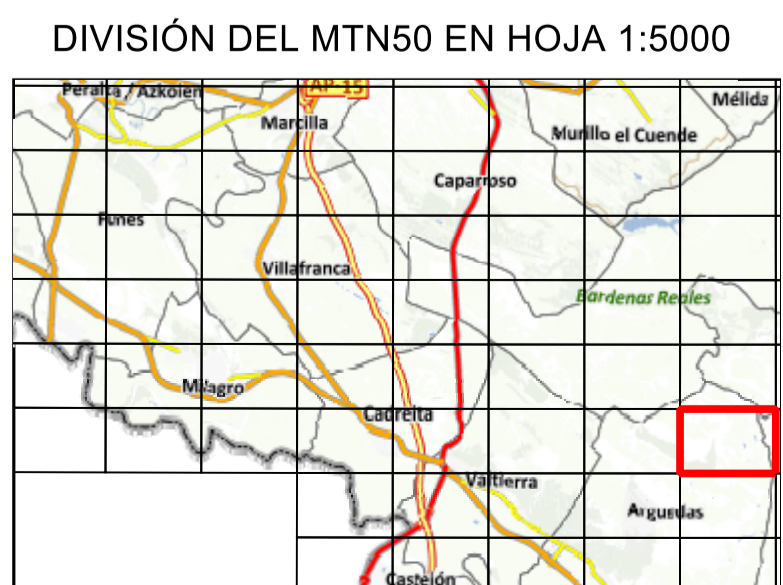 DIVISIÓN DEL MTN50 EN HOJA 1:5000
Peralta / Azkoien
AP-15
Mélida
Marcilla
Murillo el Cuende
Caparroso
Funes
Villafranca
Bardenas Reales
Milagro
Cadreita
Valtierra
Arguedas
Castejón